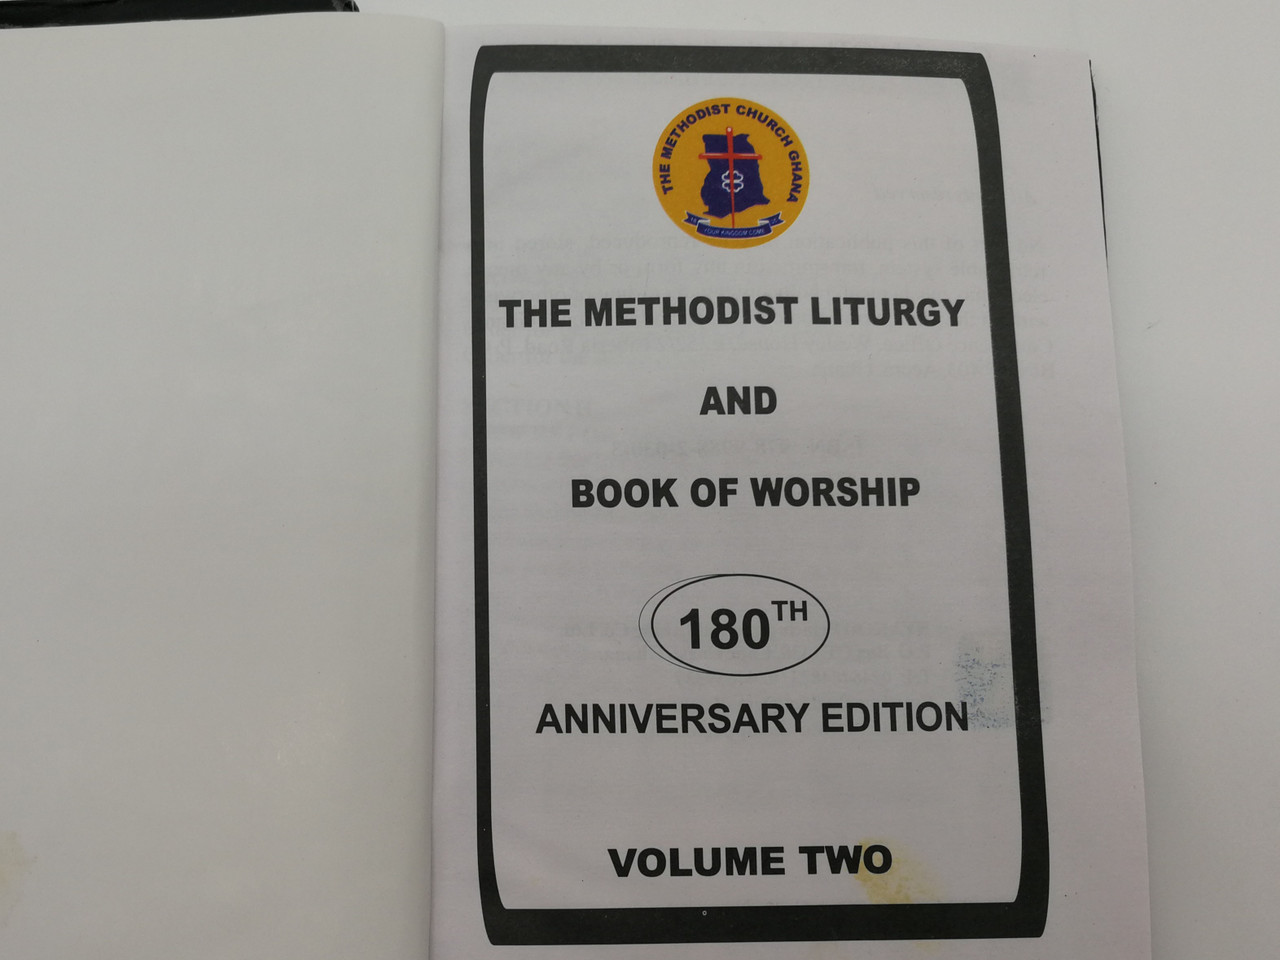 THE METHODIST CHURCH GHANA
YOUR KINGDOM COME
THE METHODIST LITURGY
AND
BOOK OF WORSHIP
180TH
ANNIVERSARY EDITION
VOLUME TWO